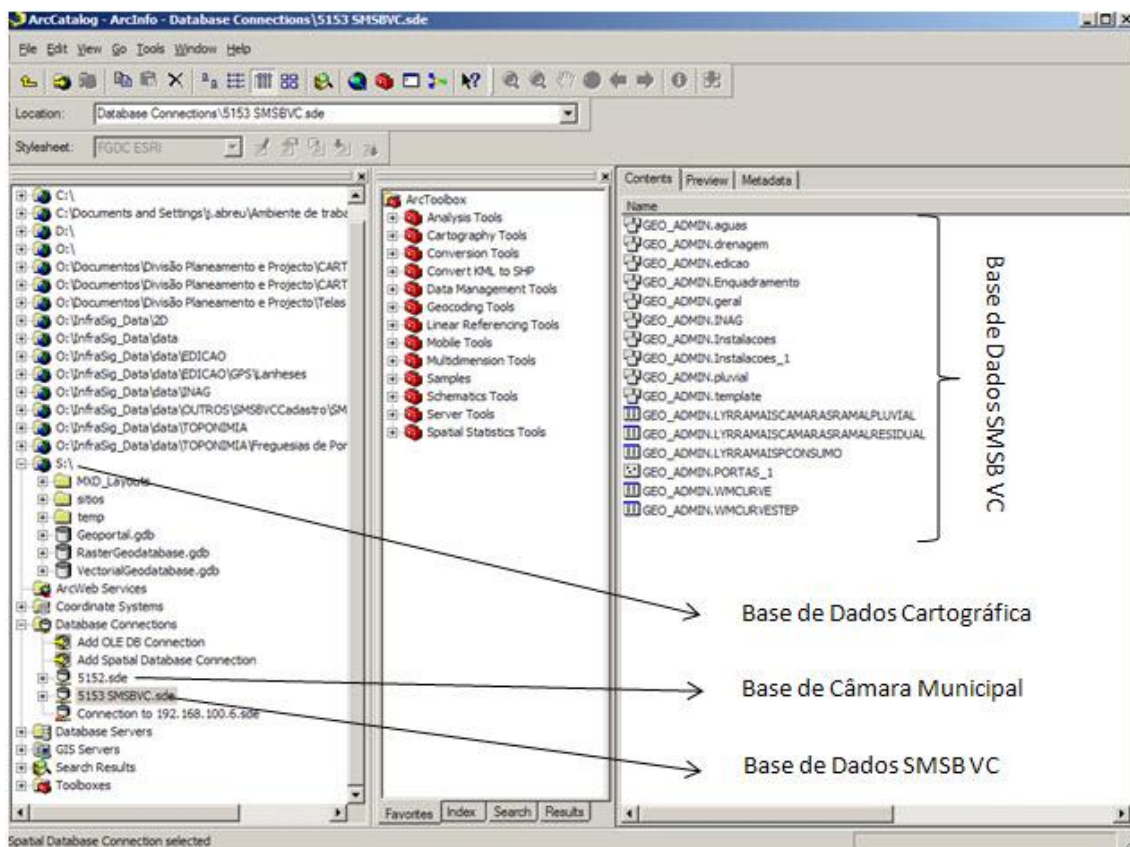 ArcCatalog - ArcInfo - Database Connections\5153 SMSBVC.sde
File Edit View Go Tools Window Help
Location: Database Connections\5153 SMSBVC.sde
Stylesheet: FGDC ESRI
C:\
C:\Documents and Settings\j.abreu\Ambiente de traba
D:\
O:\
O:\Documentos\Divisão Planeamento e Projecto\CART
O:\Documentos\Divisão Planeamento e Projecto\CART
O:\Documentos\Divisão Planeamento e Projecto\Telas
O:\InfraSig_Data\2D
O:\InfraSig_Data\data
O:\InfraSig_Data\data\EDICAO
O:\InfraSig_Data\data\EDICAO\GPS\Lanheses
O:\InfraSig_Data\data\INAG
O:\InfraSig_Data\data\OUTROS\SMSBVCCadastro\SM
O:\InfraSig_Data\data\TOPONIMIA
O:\InfraSig_Data\data\TOPONIMIA\Freguesias de Por
S:\
MXD_Layouts
sitios
temp
Geoportal.gdb
RasterGeodatabase.gdb
VectorialGeodatabase.gdb
ArcWeb Services
Coordinate Systems
Database Connections
Add OLE DB Connection
Add Spatial Database Connection
5152.sde
5153 SMSBVC.sde
Connection to 192.168.100.6.sde
Database Servers
GIS Servers
Search Results
Toolboxes
ArcToolbox
Analysis Tools
Cartography Tools
Conversion Tools
Convert KML to SHP
Data Management Tools
Geocoding Tools
Linear Referencing Tools
Mobile Tools
Multidimension Tools
Samples
Schematics Tools
Server Tools
Spatial Statistics Tools
Favorites Index Search Results
Contents Preview Metadata
Name
GEO_ADMIN.aguas
GEO_ADMIN.drenagem
GEO_ADMIN.edicao
GEO_ADMIN.Enquadramento
GEO_ADMIN.geral
GEO_ADMIN.INAG
GEO_ADMIN.Instalacoes
GEO_ADMIN.Instalacoes_1
GEO_ADMIN.pluvial
GEO_ADMIN.template
GEO_ADMIN.LYRRAMAISCAMARASRAMALPLUVIAL
GEO_ADMIN.LYRRAMAISCAMARASRAMALRESIDUAL
GEO_ADMIN.LYRRAMAISPCONSUMO
GEO_ADMIN.PORTAS_1
GEO_ADMIN.WMCURVE
GEO_ADMIN.WMCURVESTEP
Base de Dados SMSB VC
Base de Dados Cartográfica
Base de Câmara Municipal
Base de Dados SMSB VC
Spatial Database Connection selected